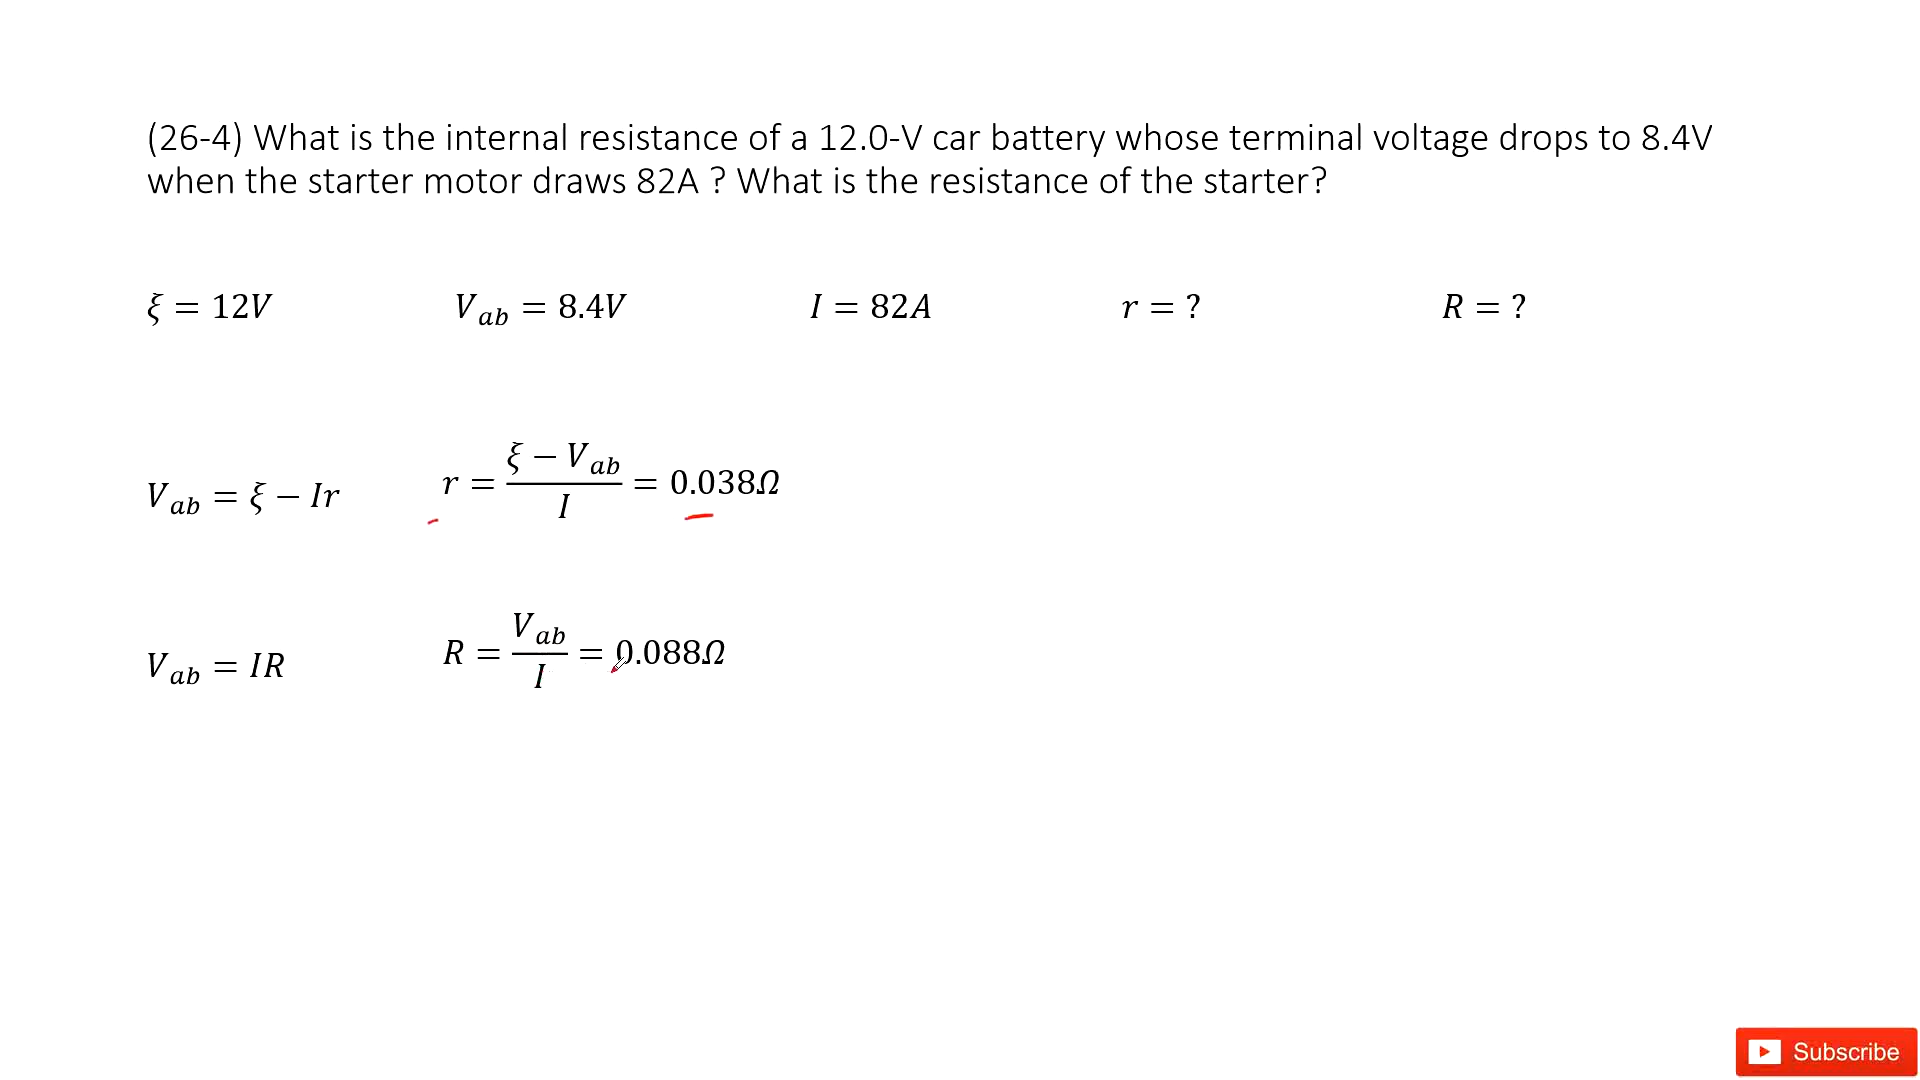 (26-4) What is the internal resistance of a 12.0-V car battery whose terminal voltage drops to 8.4V
when the starter motor draws 82A ? What is the resistance of the starter?
ξ = 12V V_ab = 8.4V I = 82A r = ? R = ?
V_ab = ξ − Ir r = (ξ − V_ab)/I = 0.038Ω
V_ab = IR R = V_ab/I = 0.088Ω
Subscribe